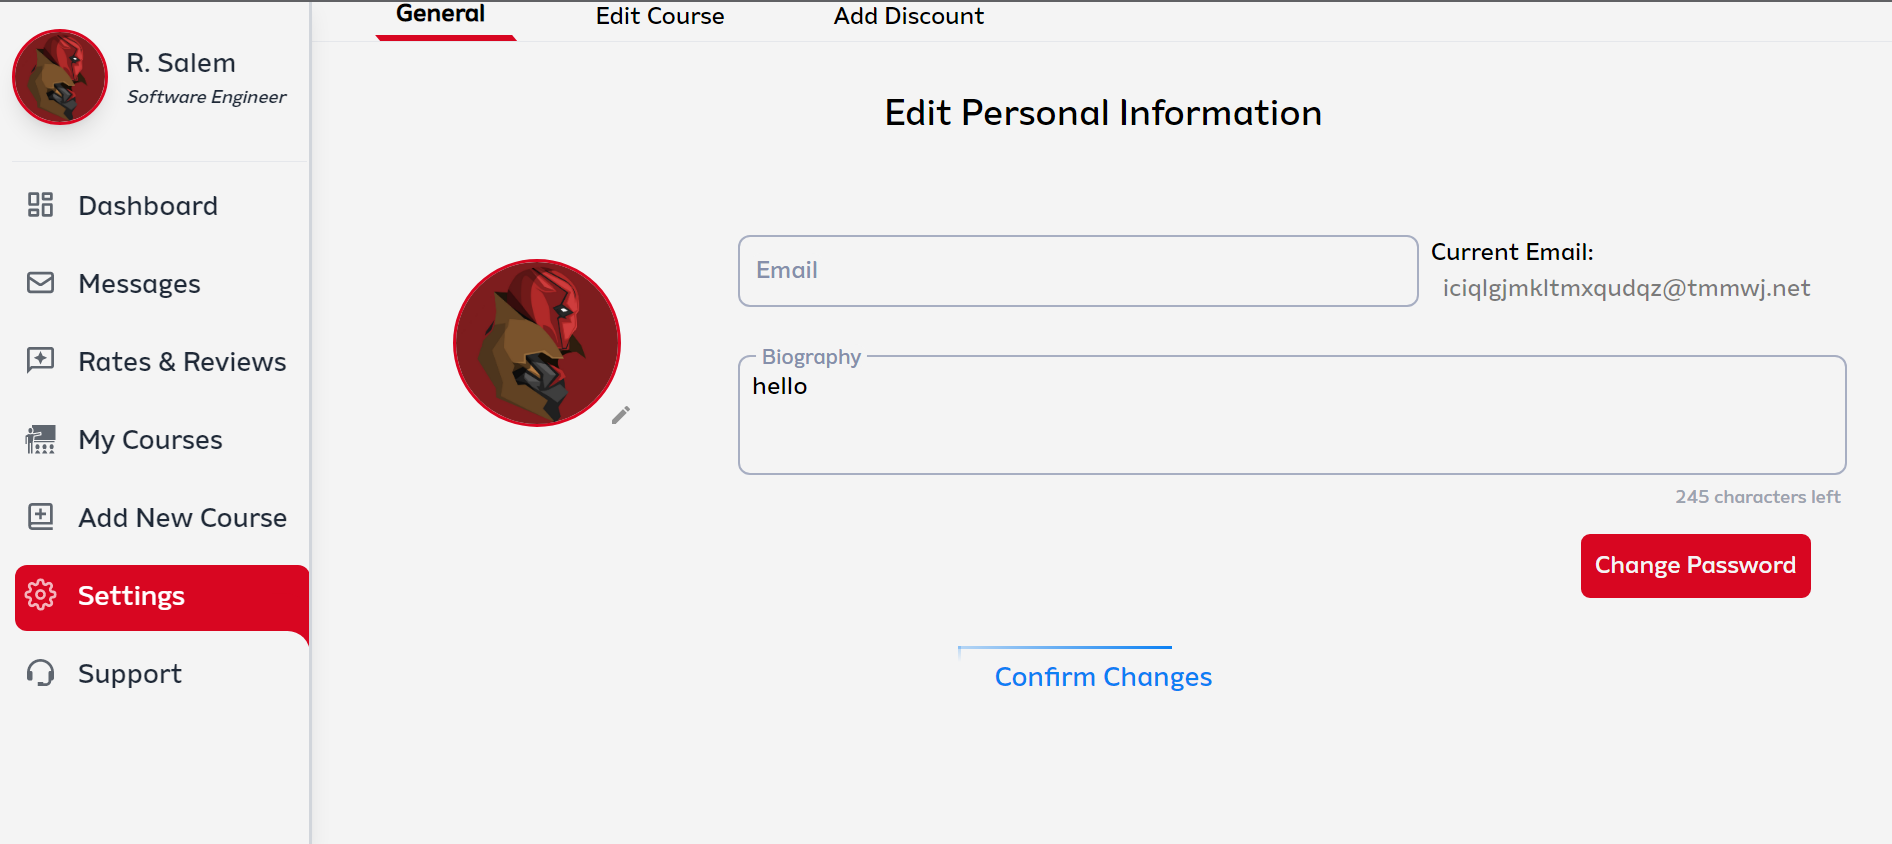 General
Edit Course
Add Discount
R. Salem
Software Engineer
Dashboard
Messages
Rates & Reviews
My Courses
Add New Course
Settings
Support
Edit Personal Information
Email
Current Email:
iciqlgjmkltmxqudqz@tmmwj.net
Biography
hello
245 characters left
Change Password
Confirm Changes